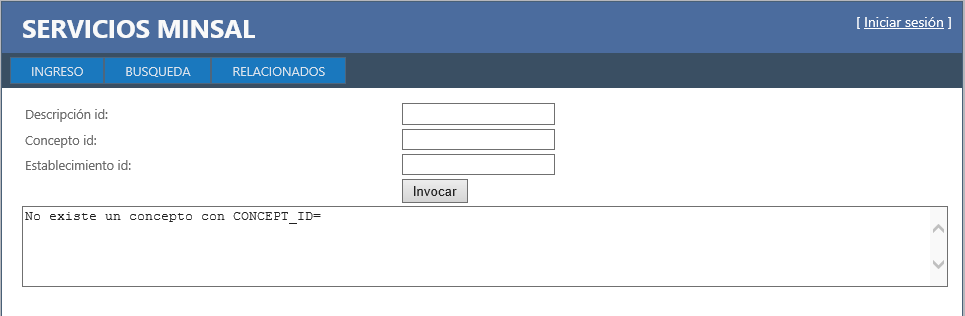 SERVICIOS MINSAL
[ Iniciar sesión ]
INGRESO BUSQUEDA RELACIONADOS
Descripción id:
Concepto id:
Establecimiento id:
Invocar
No existe un concepto con CONCEPT_ID=